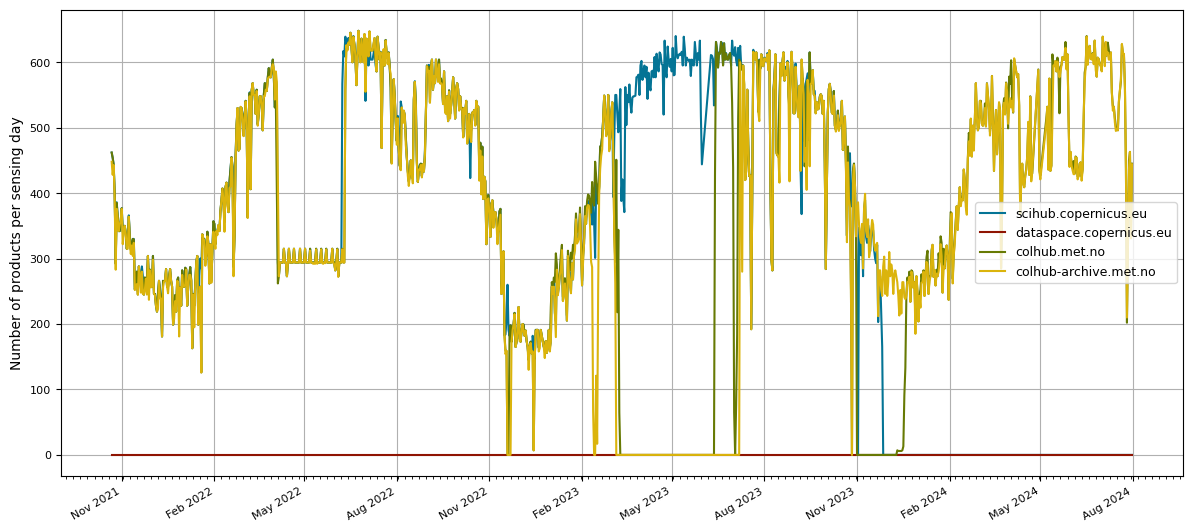 Number of products per sensing day
600
500
400
300
200
100
0
Nov 2021
Feb 2022
May 2022
Aug 2022
Nov 2022
Feb 2023
May 2023
Aug 2023
Nov 2023
Feb 2024
May 2024
Aug 2024
scihub.copernicus.eu
dataspace.copernicus.eu
colhub.met.no
colhub-archive.met.no